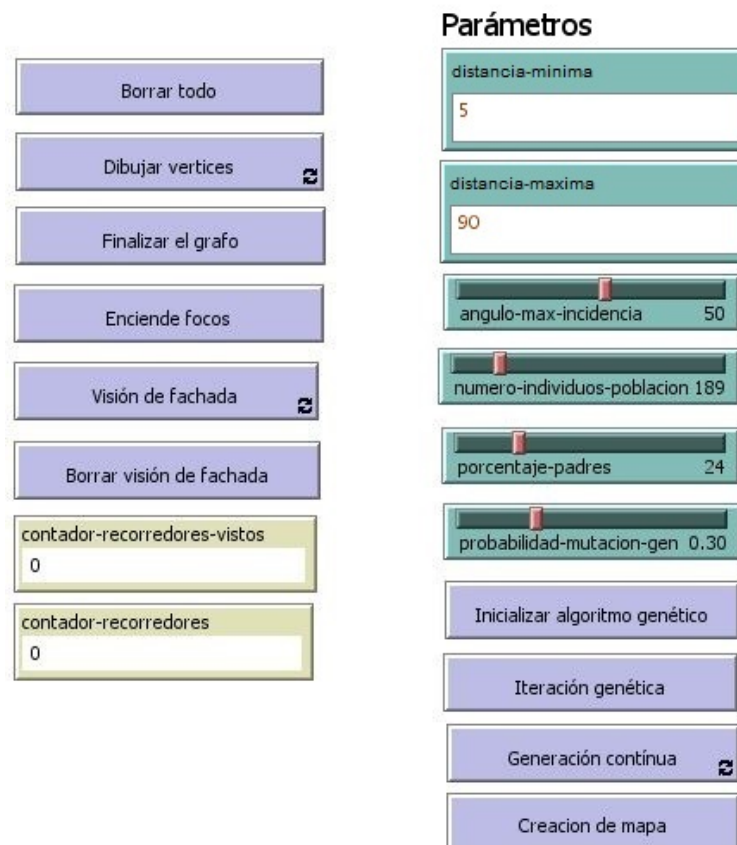 Borrar todo
Dibujar vertices
Finalizar el grafo
Enciende focos
Visión de fachada
Borrar visión de fachada
contador-recorredores-vistos
0
contador-recorredores
0
Parámetros
distancia-minima
5
distancia-maxima
90
angulo-max-incidencia 50
numero-individuos-poblacion 189
porcentaje-padres 24
probabilidad-mutacion-gen 0.30
Inicializar algoritmo genético
Iteración genética
Generación contínua
Creacion de mapa